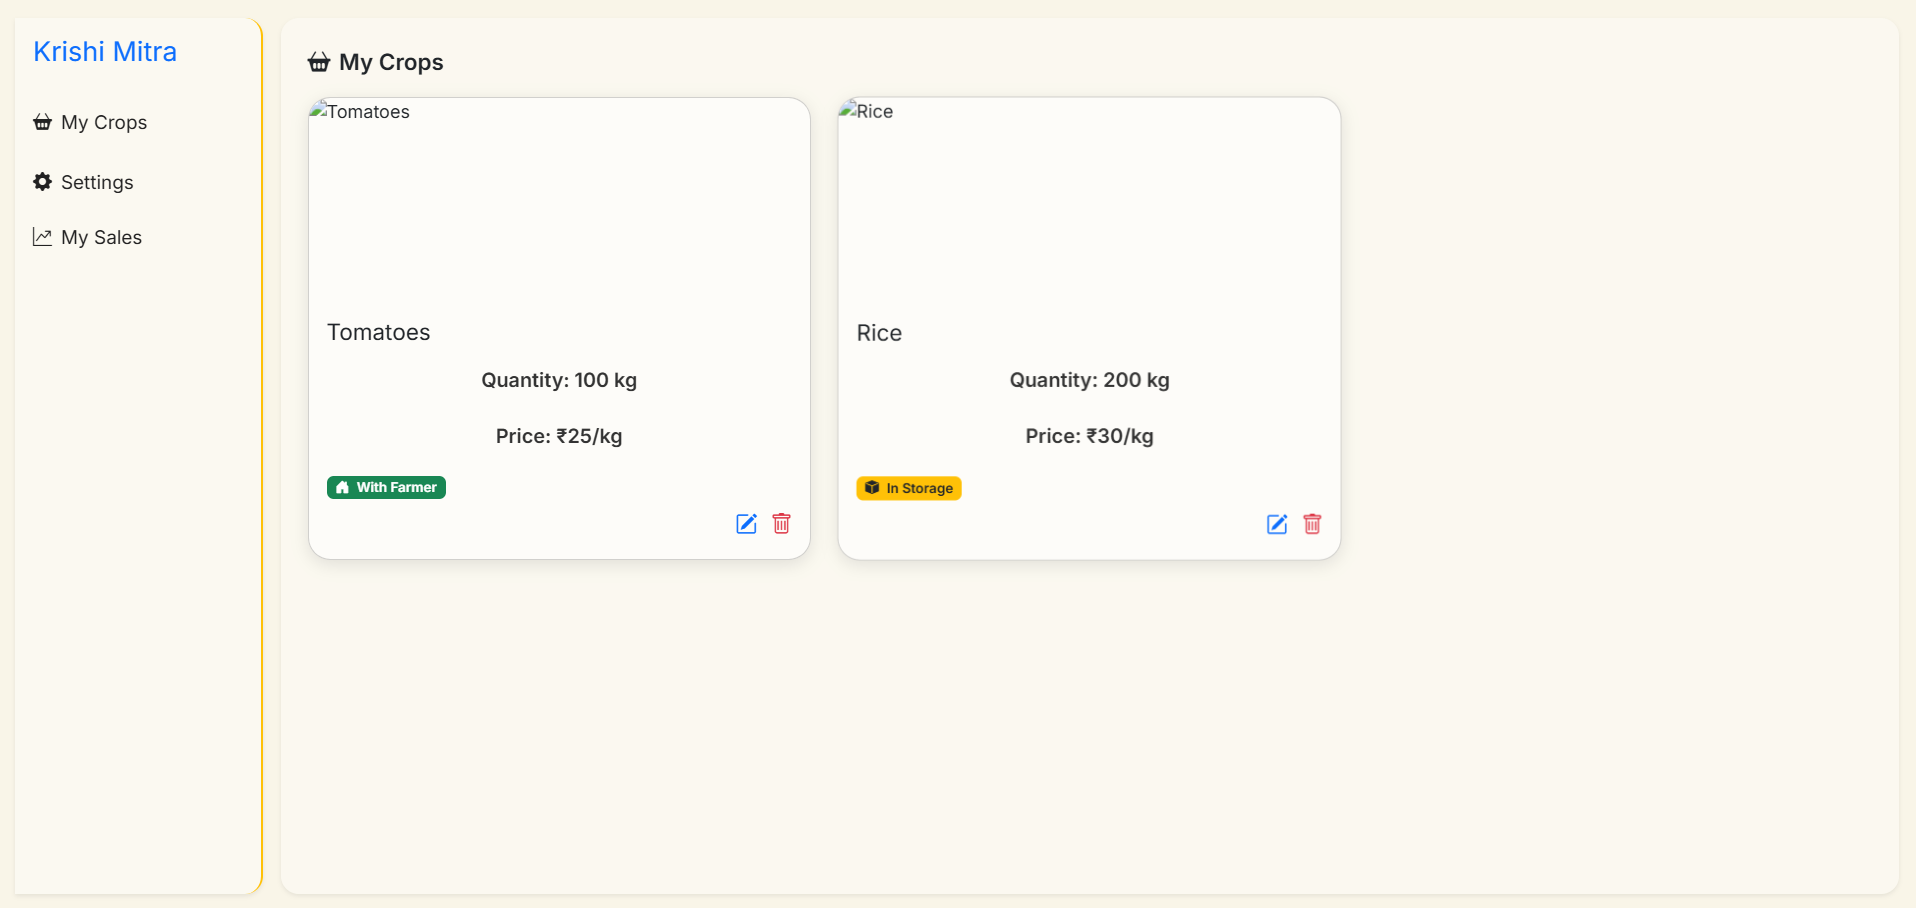 Krishi Mitra
My Crops
Settings
My Sales
My Crops
Tomatoes
Tomatoes
Quantity: 100 kg
Price: ₹25/kg
With Farmer
Rice
Rice
Quantity: 200 kg
Price: ₹30/kg
In Storage